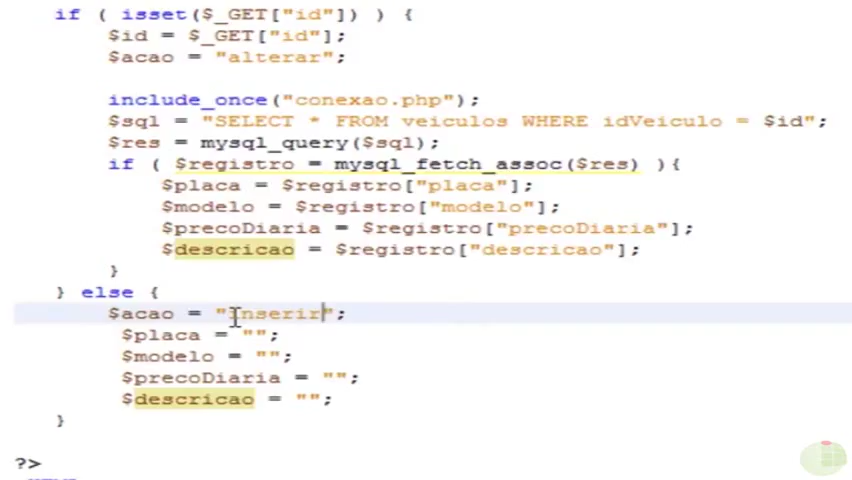 if ( isset($_GET["id"]) ) {
$id = $_GET["id"];
$acao = "alterar";
include_once("conexao.php");
$sql = "SELECT * FROM veiculos WHERE idVeiculo = $id";
$res = mysql_query($sql);
if ( $registro = mysql_fetch_assoc($res) ){
$placa = $registro["placa"];
$modelo = $registro["modelo"];
$precoDiaria = $registro["precoDiaria"];
$descricao = $registro["descricao"];
}
} else {
$acao = "inserir";
$placa = "";
$modelo = "";
$precoDiaria = "";
$descricao = "";
}
?>